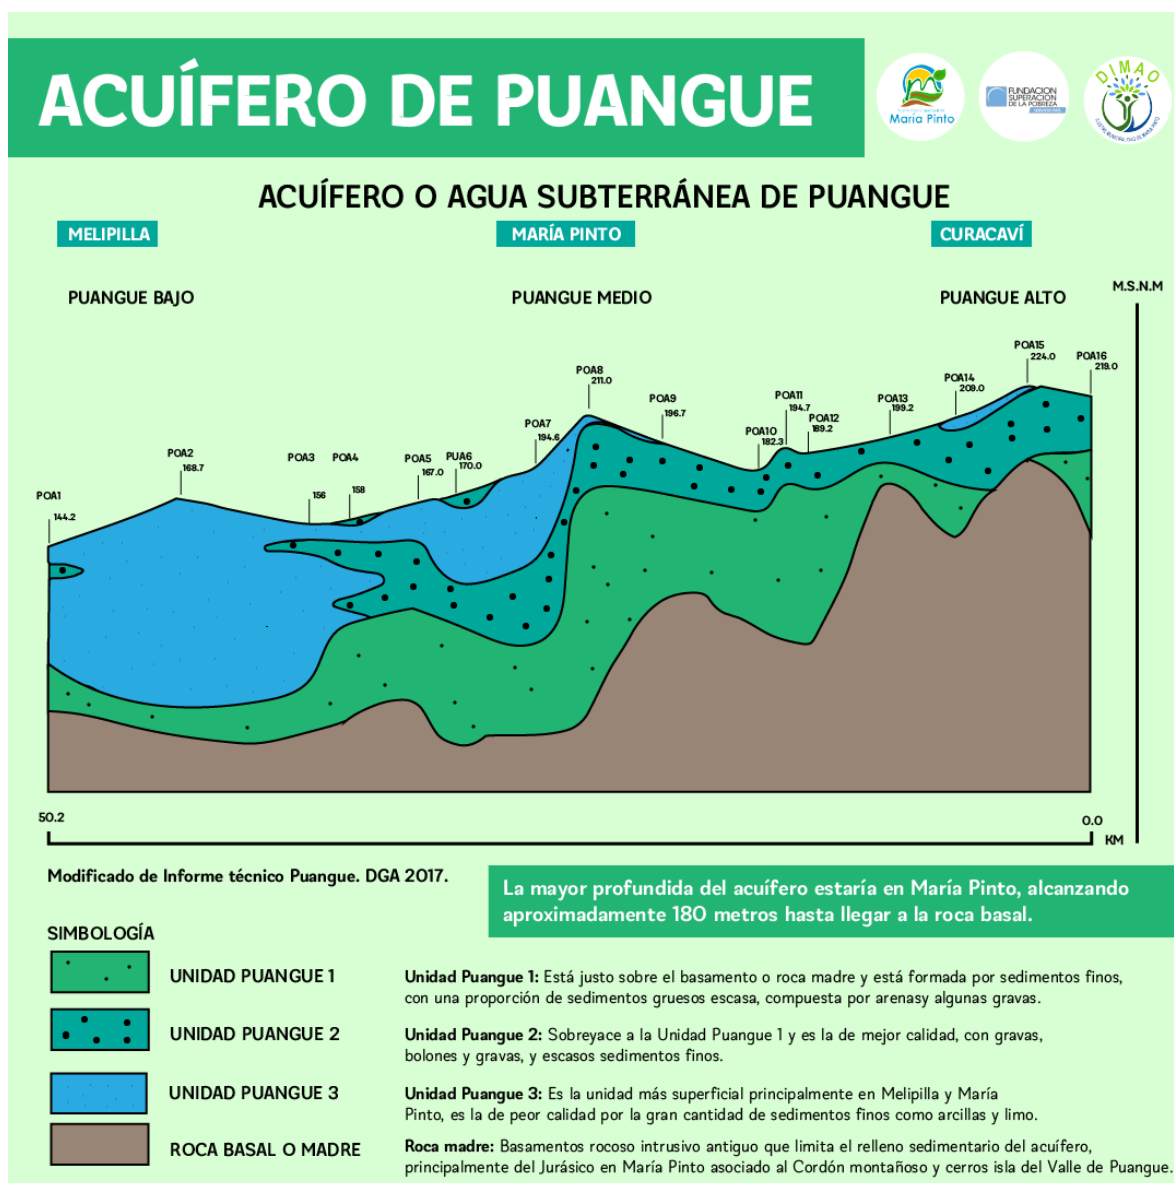 ACUÍFERO DE PUANGUE
María Pinto
FUNDACION
SUPERACIÓN
DE LA POBREZA
DIMAO
ACUÍFERO O AGUA SUBTERRÁNEA DE PUANGUE
MELIPILLA
MARÍA PINTO
CURACAVÍ
PUANGUE BAJO
PUANGUE MEDIO
PUANGUE ALTO
M.S.N.M
POA1
144.2
POA2
168.7
POA3
156
POA4
158
POA5
167.0
PUA6
170.0
POA7
194.6
POA8
211.0
POA9
196.7
POA10
182.3
POA11
194.7
POA12
189.2
POA13
199.2
POA14
209.0
POA15
224.0
POA16
219.0
50.2
0.0
KM
Modificado de Informe técnico Puangue. DGA 2017.
La mayor profundida del acuífero estaría en María Pinto, alcanzando
aproximadamente 180 metros hasta llegar a la roca basal.
SIMBOLOGÍA
UNIDAD PUANGUE 1
Unidad Puangue 1: Está justo sobre el basamento o roca madre y está formada por sedimentos finos,
con una proporción de sedimentos gruesos escasa, compuesta por arenasy algunas gravas.
UNIDAD PUANGUE 2
Unidad Puangue 2: Sobreyace a la Unidad Puangue 1 y es la de mejor calidad, con gravas,
bolones y gravas, y escasos sedimentos finos.
UNIDAD PUANGUE 3
Unidad Puangue 3: Es la unidad más superficial principalmente en Melipilla y María
Pinto, es la de peor calidad por la gran cantidad de sedimentos finos como arcillas y limo.
ROCA BASAL O MADRE
Roca madre: Basamentos rocoso intrusivo antiguo que limita el relleno sedimentario del acuífero,
principalmente del Jurásico en María Pinto asociado al Cordón montañoso y cerros isla del Valle de Puangue.